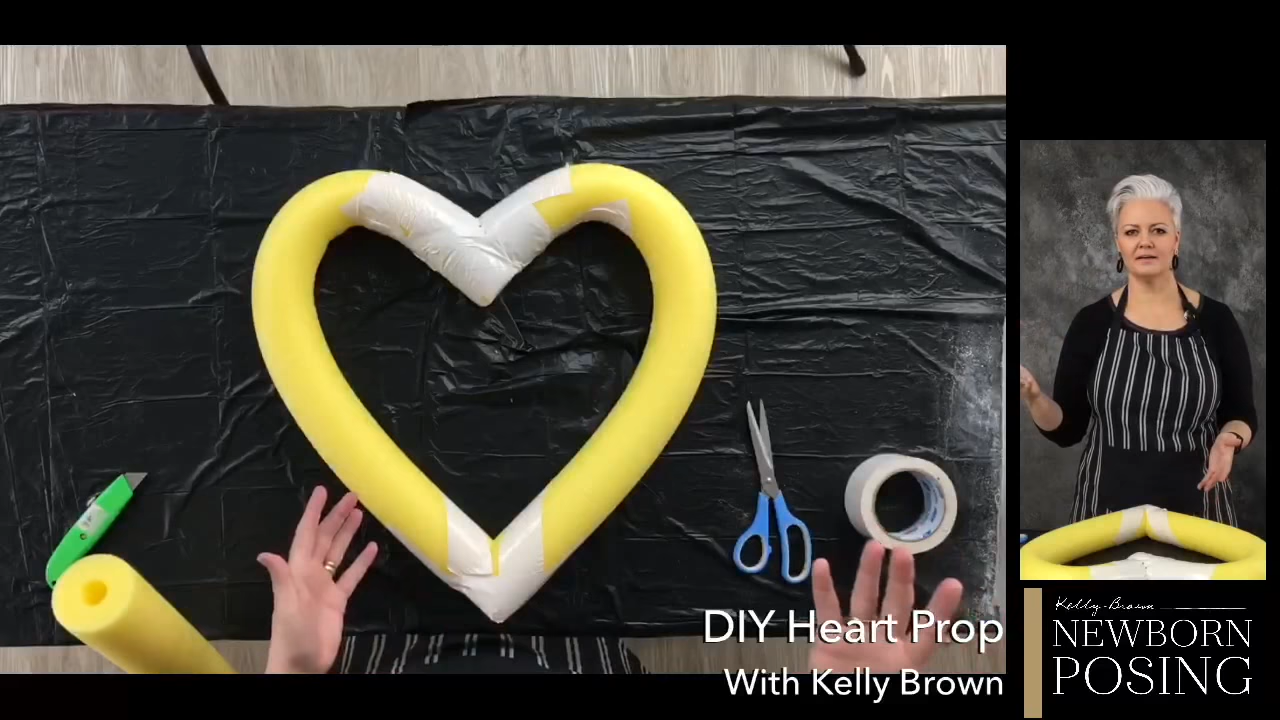 DIY Heart Prop
With Kelly Brown
Kelly Brown
NEWBORN
POSING